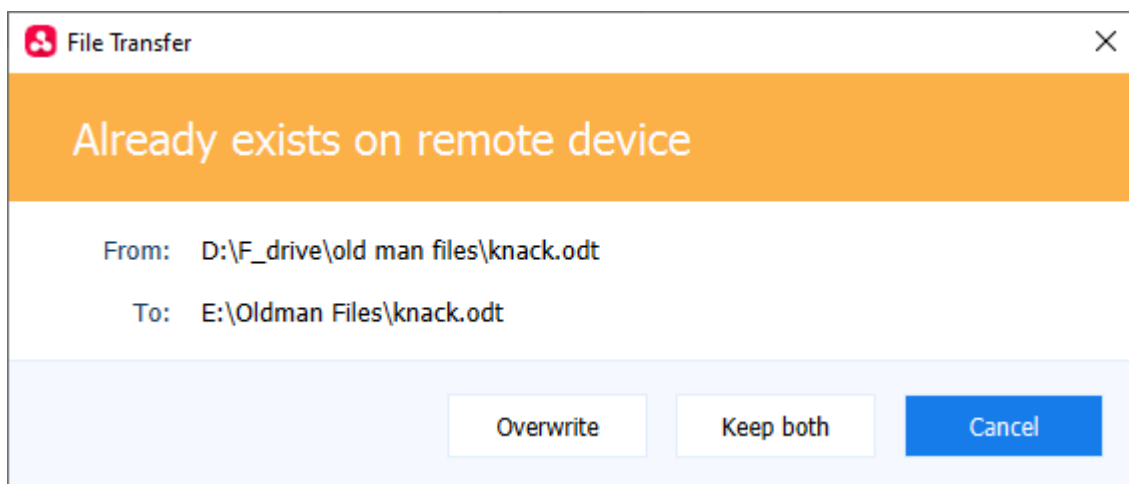 File Transfer
Already exists on remote device
From: D:\F_drive\old man files\knack.odt
To: E:\Oldman Files\knack.odt
Overwrite Keep both Cancel